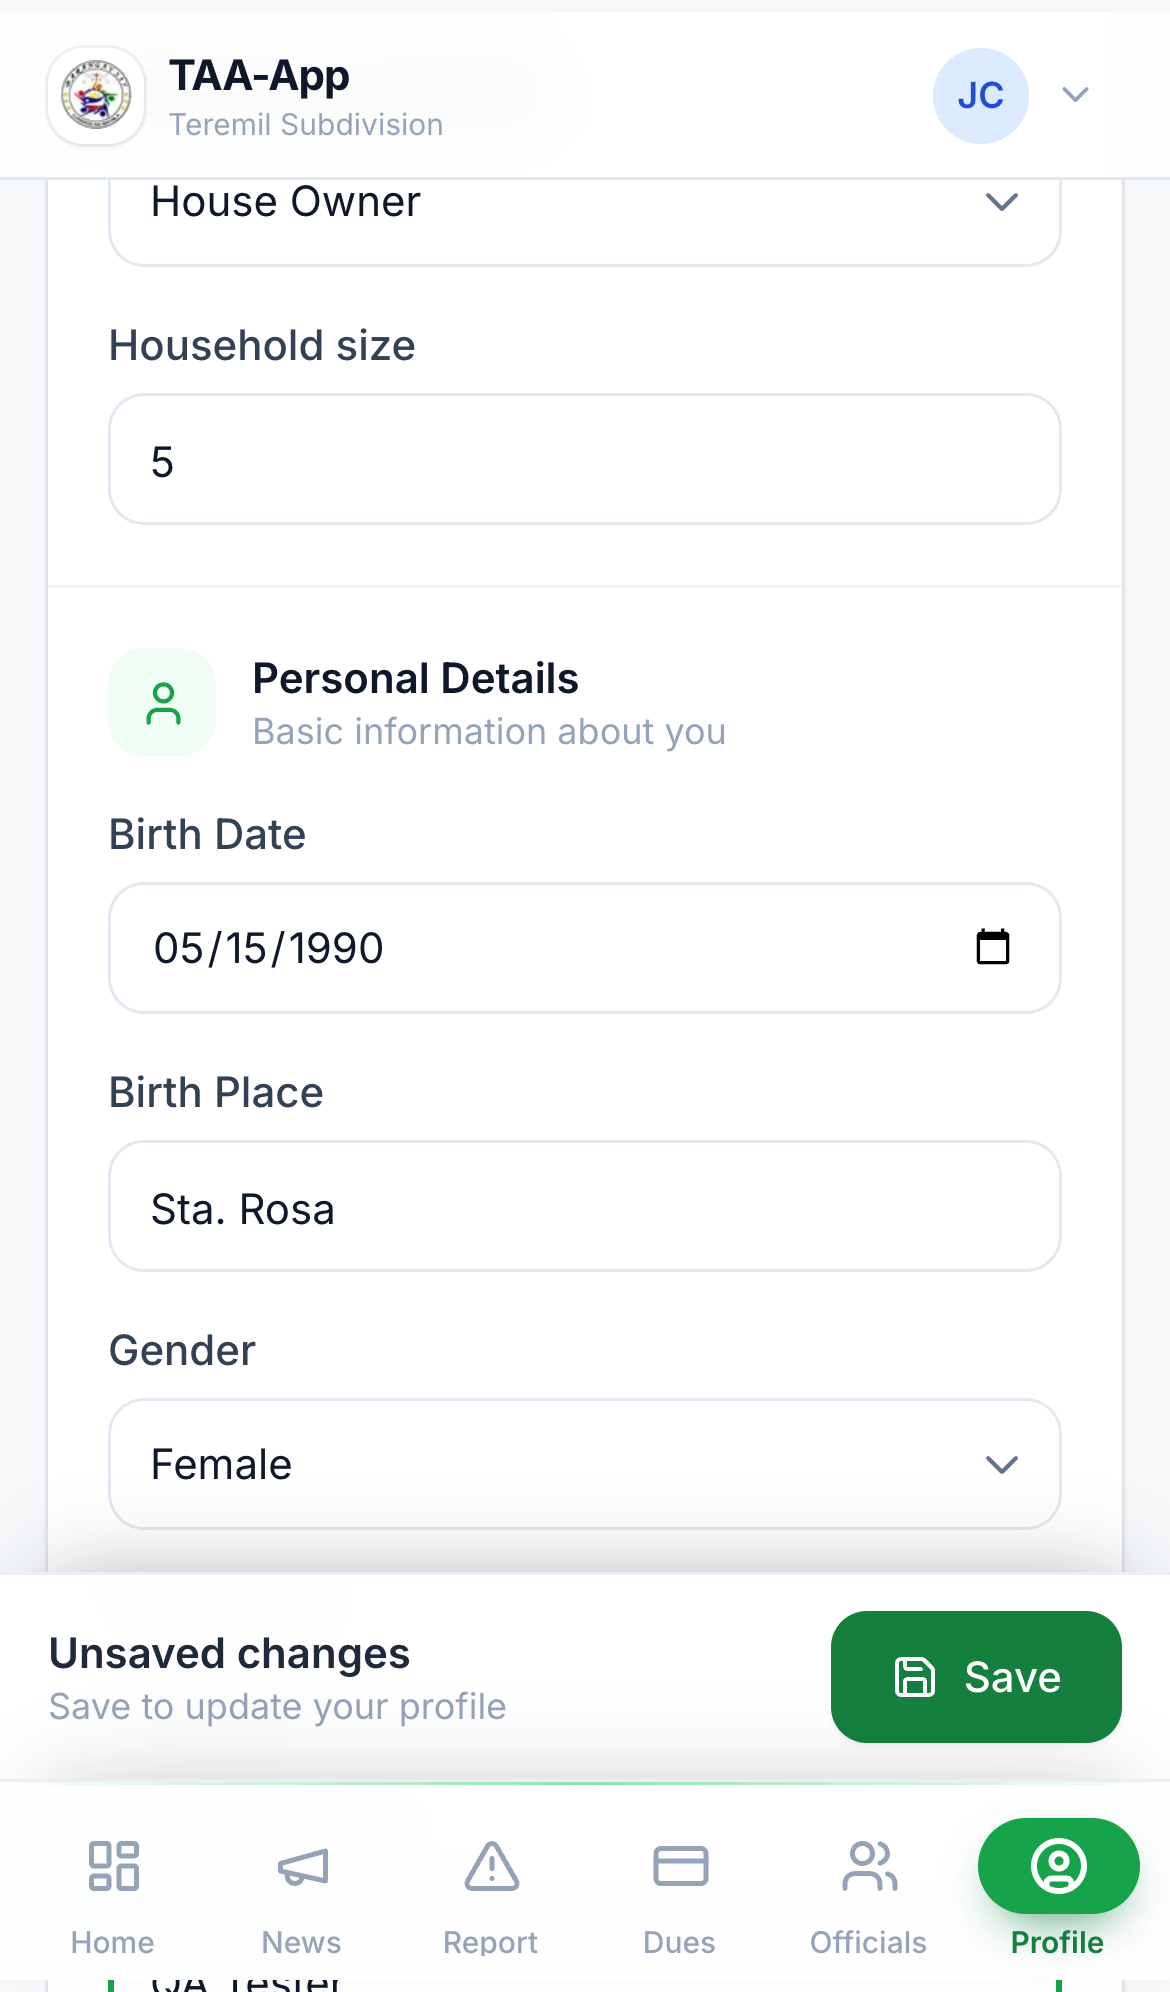 TAA-App
Teremil Subdivision
JC
House Owner
Household size
5
Personal Details
Basic information about you
Birth Date
05/15/1990
Birth Place
Sta. Rosa
Gender
Female
Unsaved changes
Save to update your profile
Save
Home
News
Report
Dues
Officials
Profile
QA Tester